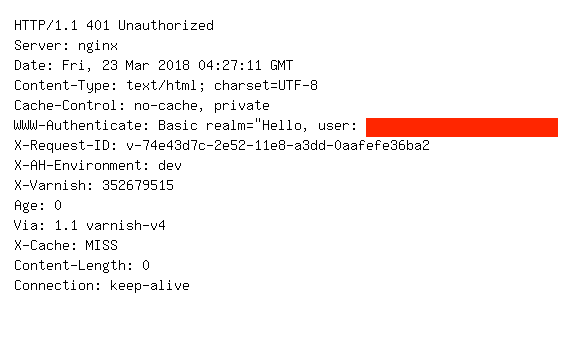 HTTP/1.1 401 Unauthorized
Server: nginx
Date: Fri, 23 Mar 2018 04:27:11 GMT
Content-Type: text/html; charset=UTF-8
Cache-Control: no-cache, private
WWW-Authenticate: Basic realm="Hello, user:
X-Request-ID: v-74e43d7c-2e52-11e8-a3dd-0aafefe36ba2
X-AH-Environment: dev
X-Varnish: 352679515
Age: 0
Via: 1.1 varnish-v4
X-Cache: MISS
Content-Length: 0
Connection: keep-alive